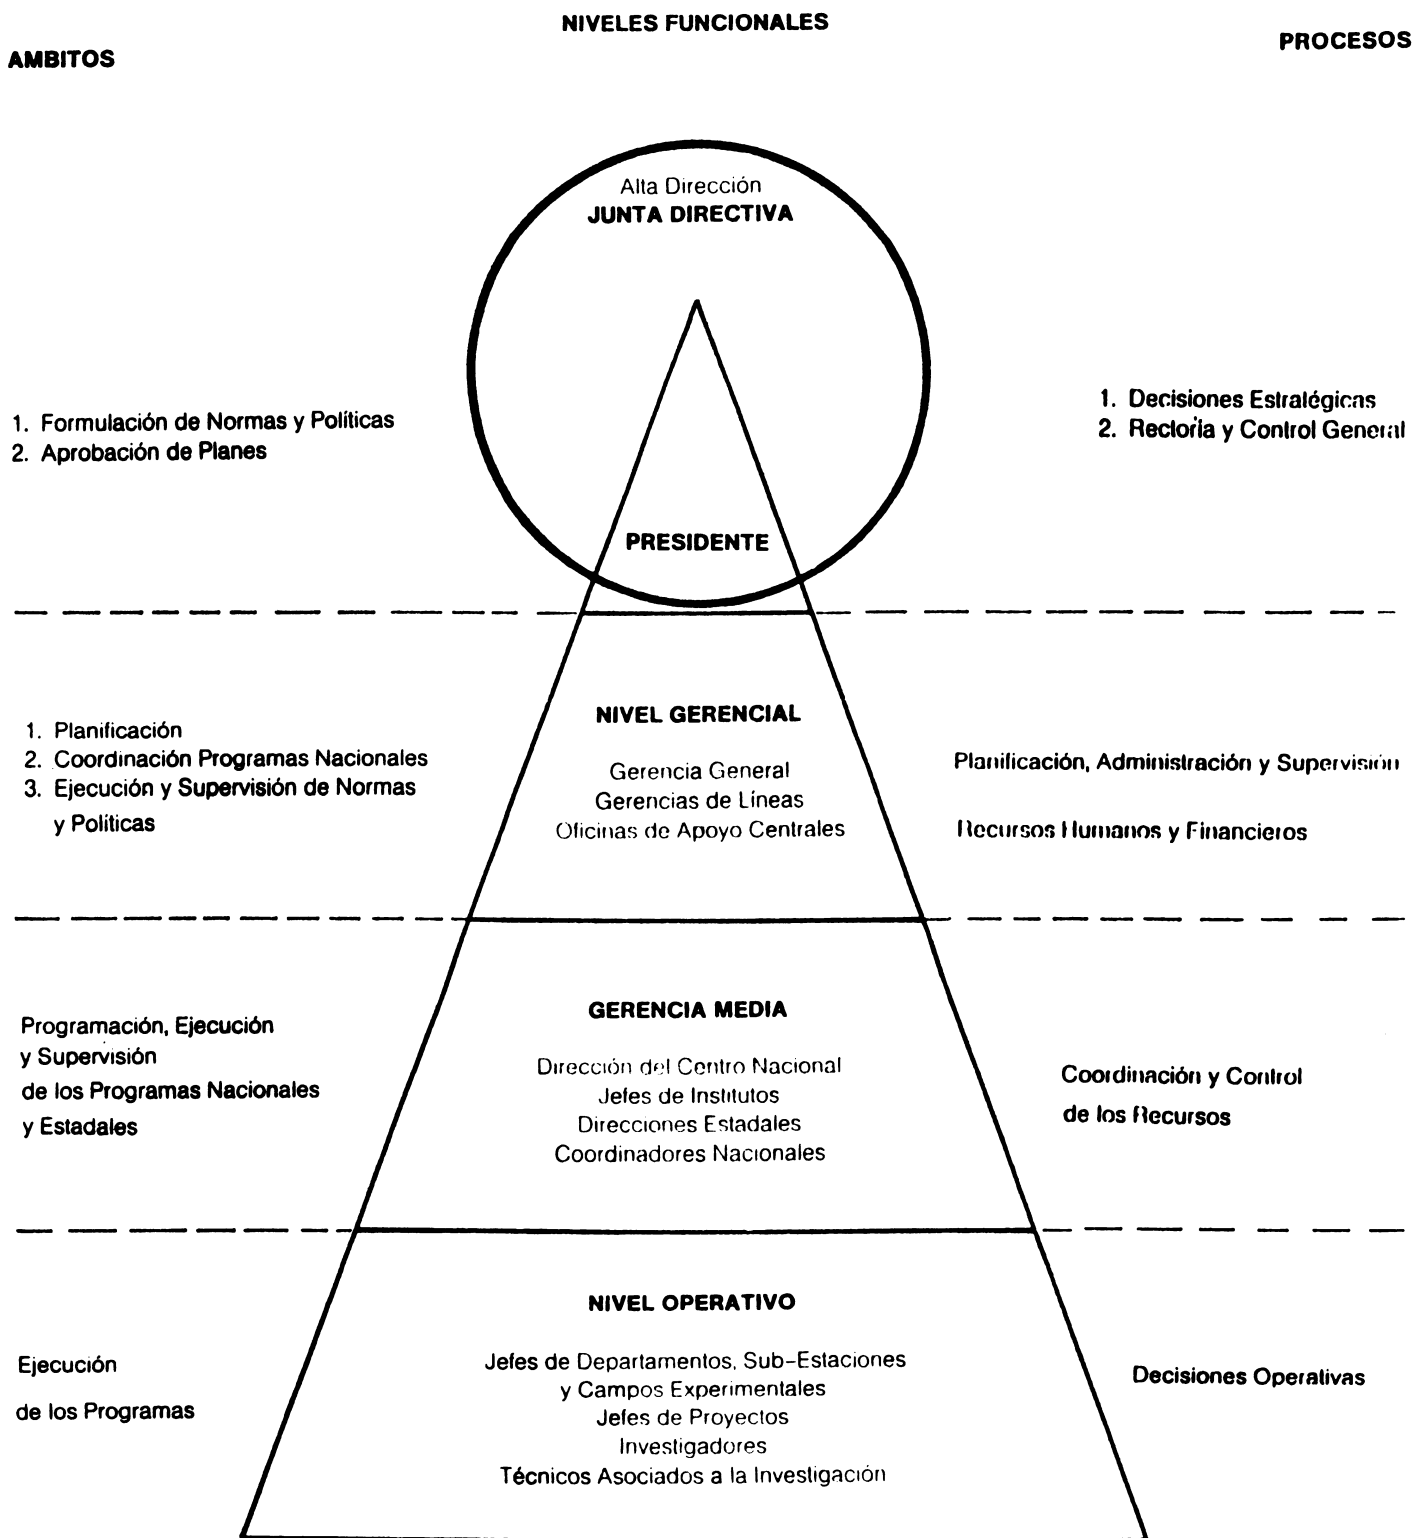 NIVELES FUNCIONALES
AMBITOS
PROCESOS
Alta Dirección
JUNTA DIRECTIVA
PRESIDENTE
1. Formulación de Normas y Políticas
2. Aprobación de Planes
1. Decisiones Estratégicas
2. Rectoría y Control General
1. Planificación
2. Coordinación Programas Nacionales
3. Ejecución y Supervisión de Normas
y Políticas
NIVEL GERENCIAL
Gerencia General
Gerencias de Líneas
Oficinas de Apoyo Centrales
Planificación, Administración y Supervisión
Recursos Humanos y Financieros
Programación, Ejecución
y Supervisión
de los Programas Nacionales
y Estadales
GERENCIA MEDIA
Dirección del Centro Nacional
Jefes de Institutos
Direcciones Estadales
Coordinadores Nacionales
Coordinación y Control
de los Recursos
Ejecución
de los Programas
NIVEL OPERATIVO
Jefes de Departamentos, Sub-Estaciones
y Campos Experimentales
Jefes de Proyectos
Investigadores
Técnicos Asociados a la Investigación
Decisiones Operativas